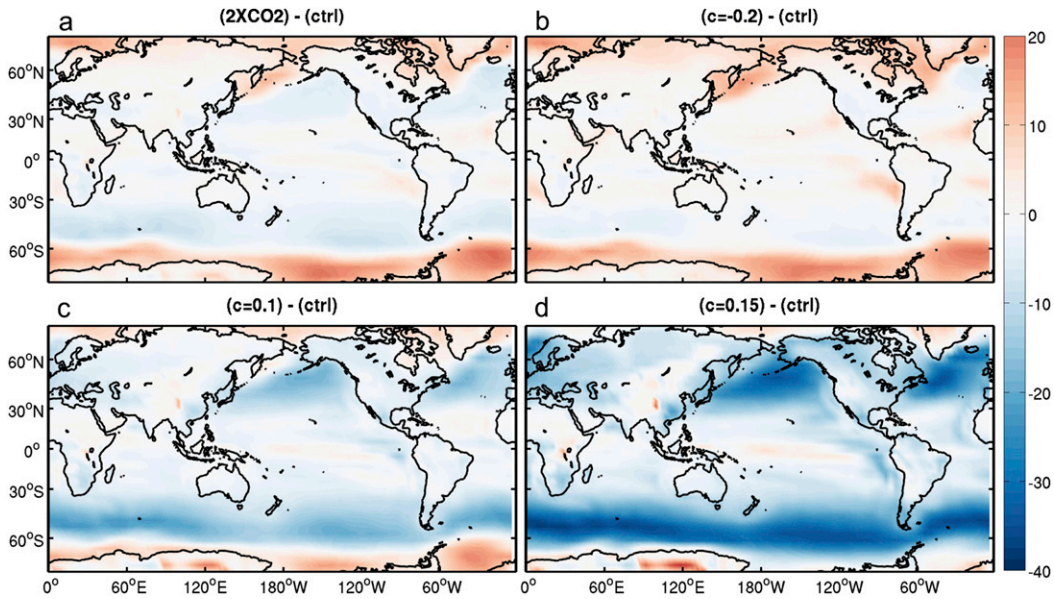 a (2XCO2) - (ctrl)
b (c=-0.2) - (ctrl)
60°N
30°N
0°
30°S
60°S
20
10
0
-10
-20
-30
-40
c (c=0.1) - (ctrl)
d (c=0.15) - (ctrl)
60°N
30°N
0°
30°S
60°S
0° 60°E 120°E 180°W 120°W 60°W
0° 60°E 120°E 180°W 120°W 60°W